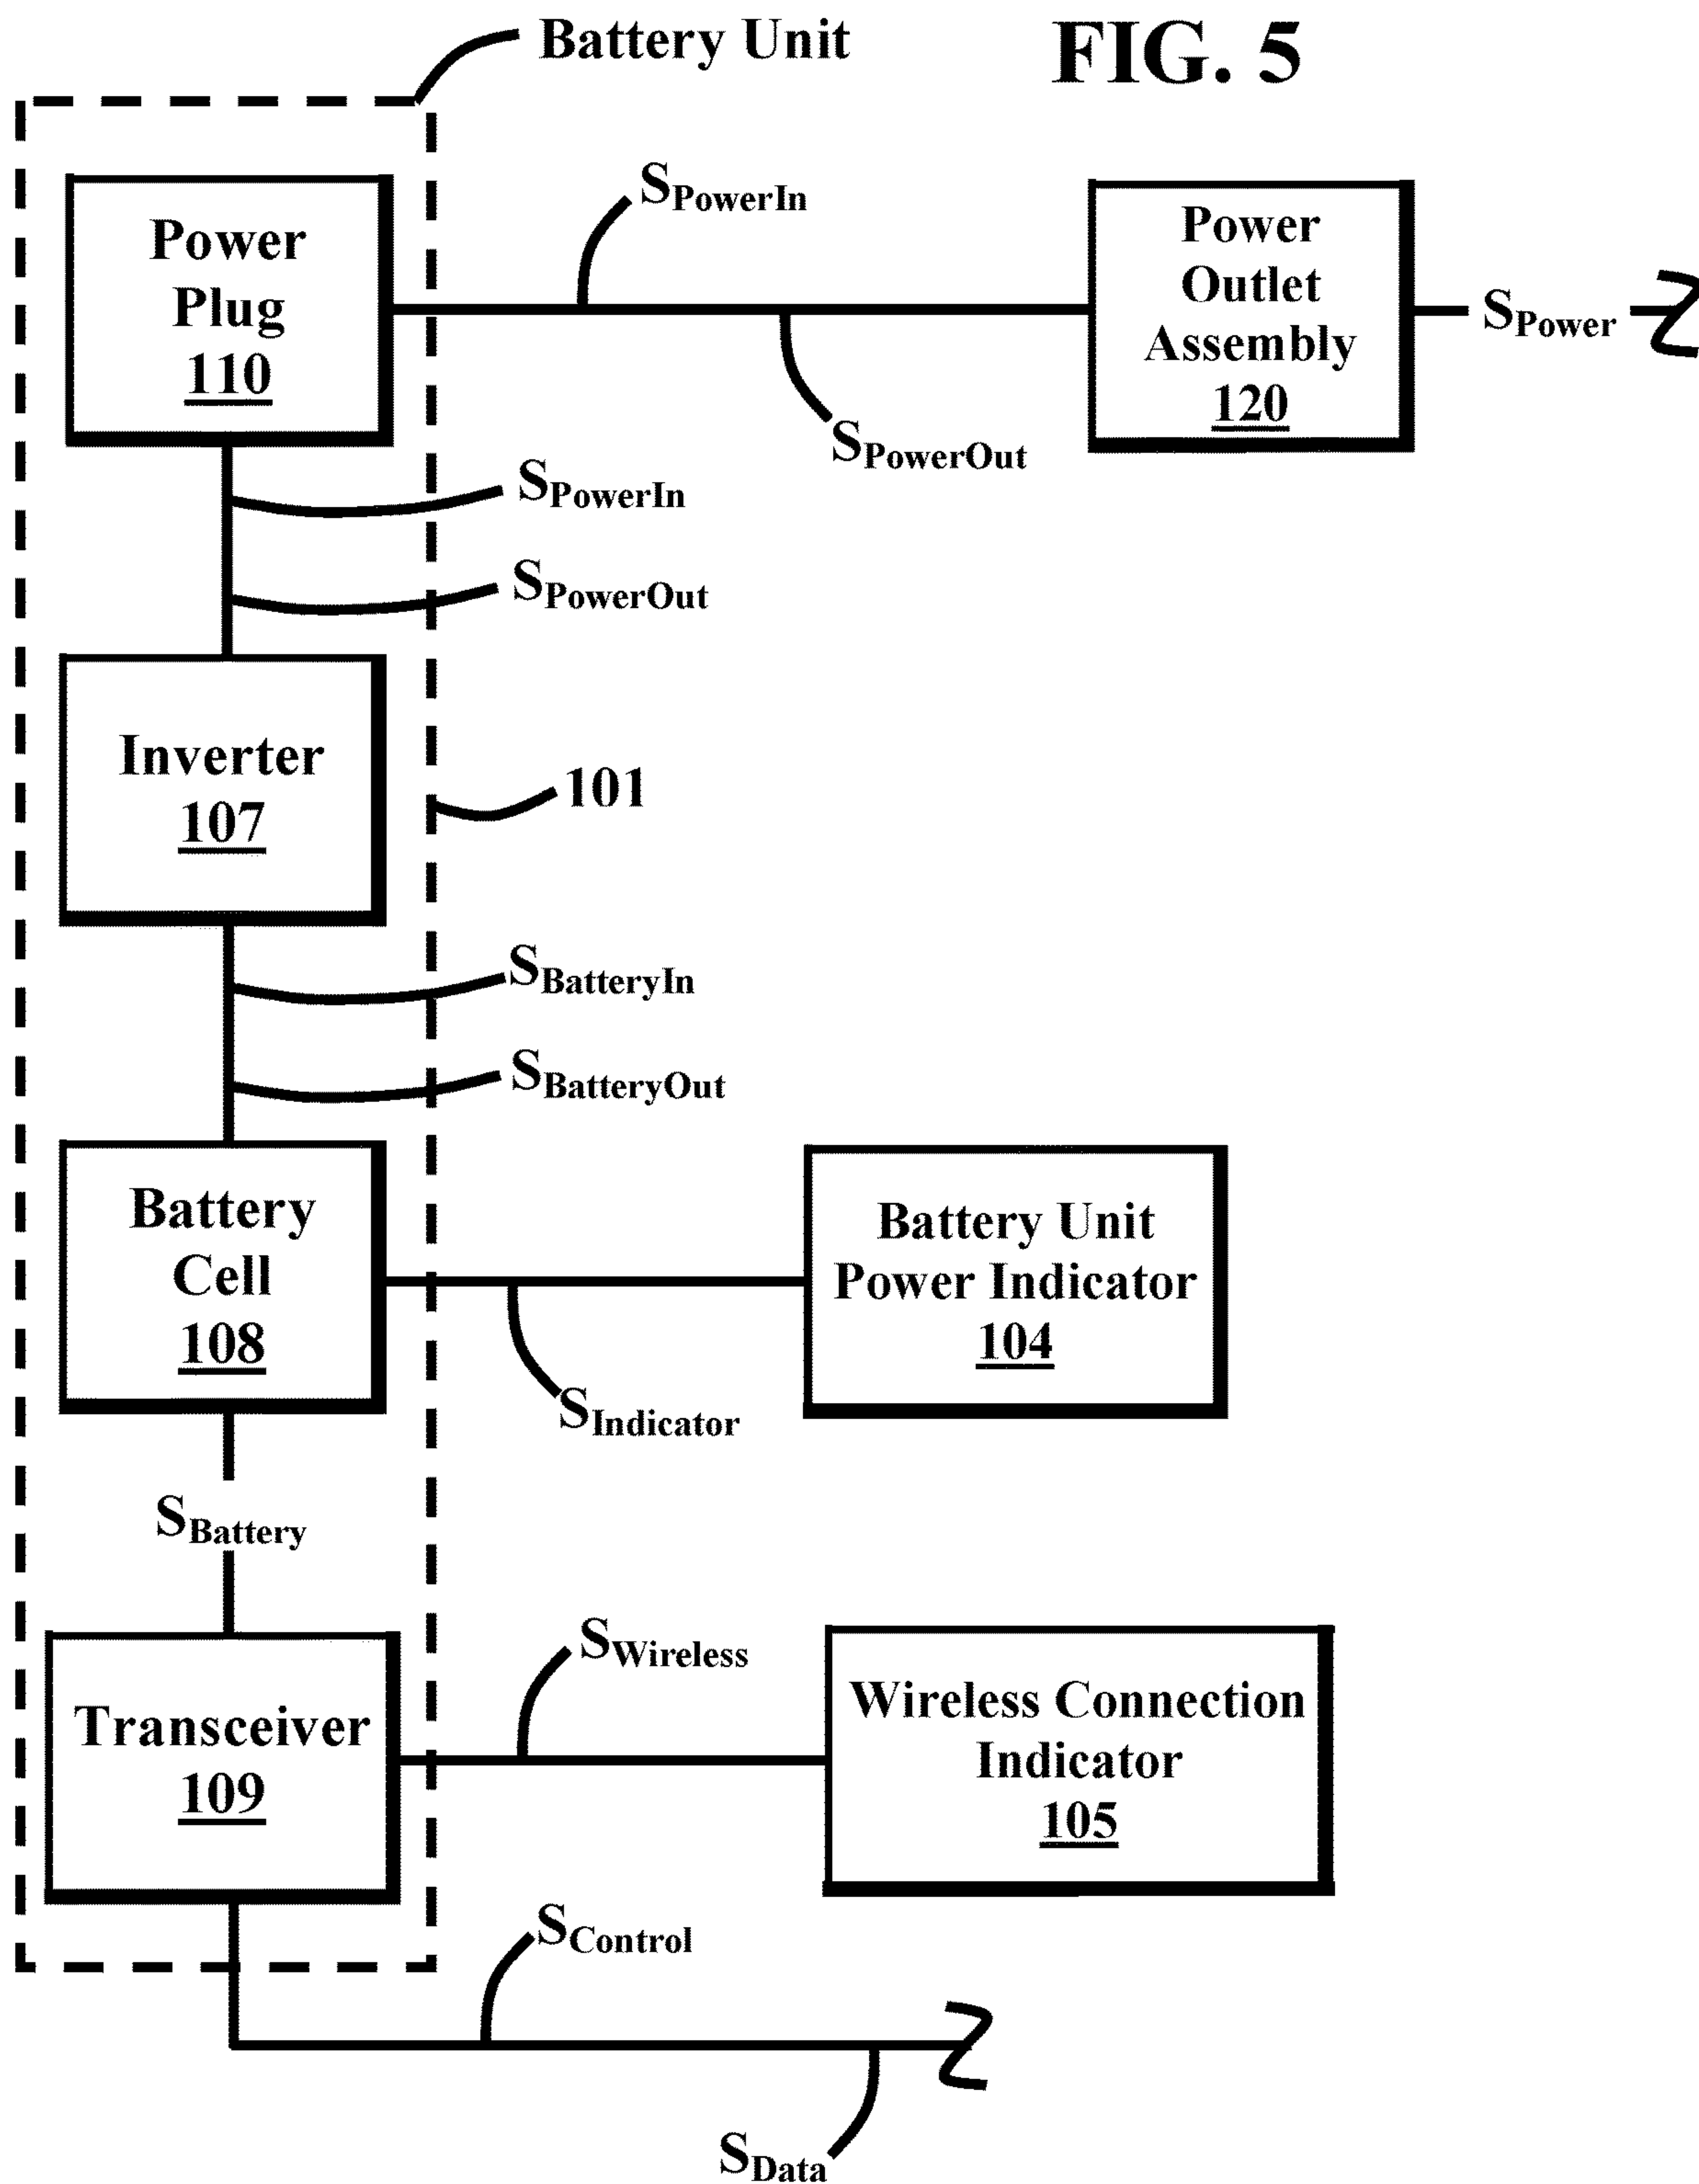 Battery Unit
FIG. 5
Power
Plug
110
SPowerIn
SPowerOut
Power
Outlet
Assembly
120
SPower
SPowerIn
SPowerOut
Inverter
107
101
SBatteryIn
SBatteryOut
Battery
Cell
108
SIndicator
Battery Unit
Power Indicator
104
SBattery
Transceiver
109
SWireless
Wireless Connection
Indicator
105
SControl
SData